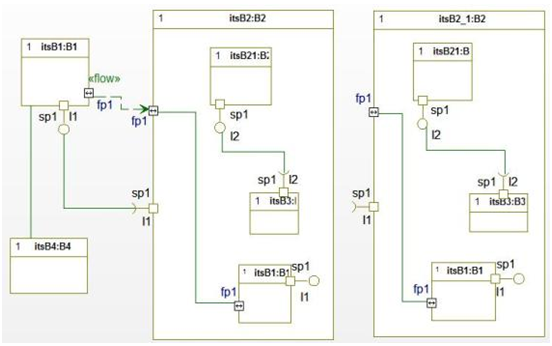 1 itsB1:B1
«flow»
fp1
sp1 I1
1 itsB4:B4
1 itsB2:B2
fp1
sp1
I1
1 itsB21:B2
sp1
I2
sp1 I2
1 itsB3:I
1 itsB1:B1
sp1
fp1
I1
1 itsB2_1:B2
fp1
sp1
I1
1 itsB21:B
sp1
I2
sp1 I2
1 itsB3:B3
1 itsB1:B1
sp1
fp1
I1